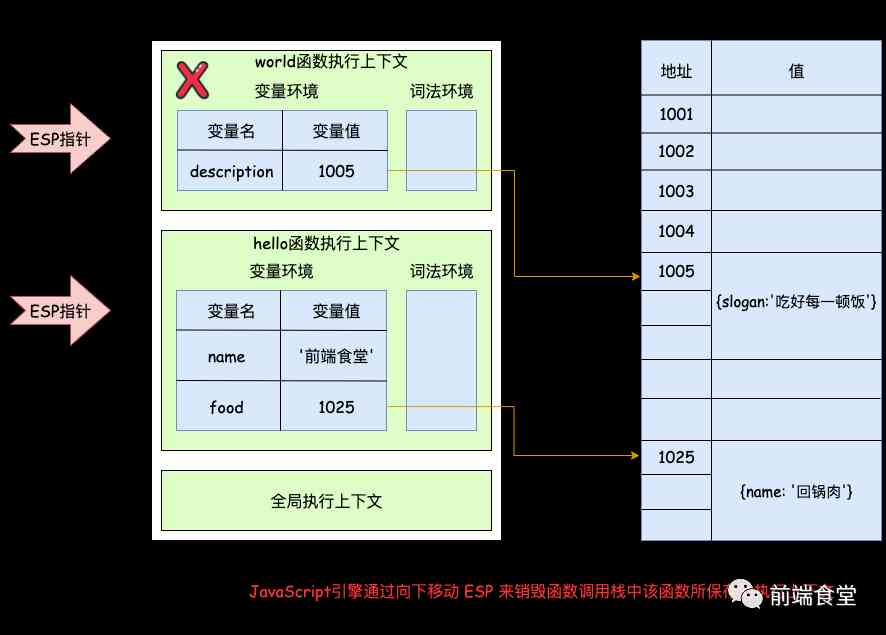 world函数执行上下文
变量环境 词法环境
ESP指针
变量名 变量值
description 1005
hello函数执行上下文
变量环境 词法环境
ESP指针
变量名 变量值
name '前端食堂'
food 1025
全局执行上下文
地址 值
1001
1002
1003
1004
1005
{slogan:'吃好每一顿饭'}
1025
{name: '回锅肉'}
JavaScript引擎通过向下移动 ESP 来销毁函数调用栈中该函数所保存
前端食堂